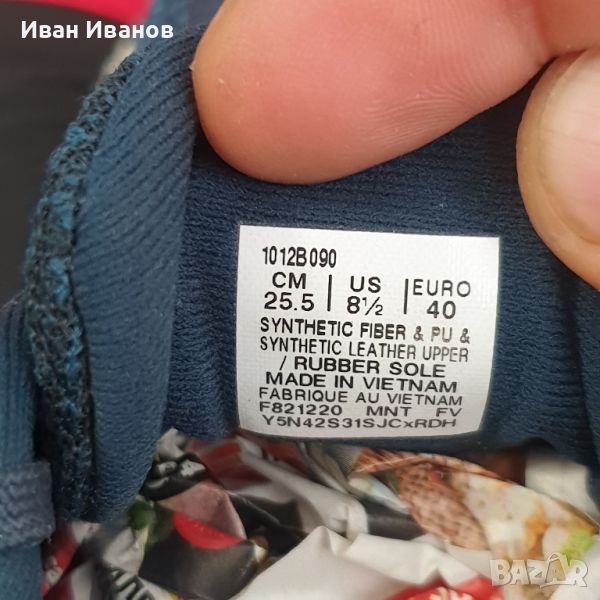 Иван Иванов
1012B090
CM US EURO
25.5 8½ 40
SYNTHETIC FIBER & PU &
SYNTHETIC LEATHER UPPER
/ RUBBER SOLE
MADE IN VIETNAM
FABRIQUE AU VIETNAM
F821220 MNT FV
Y5N42S31SJCxRDH
BAZAR